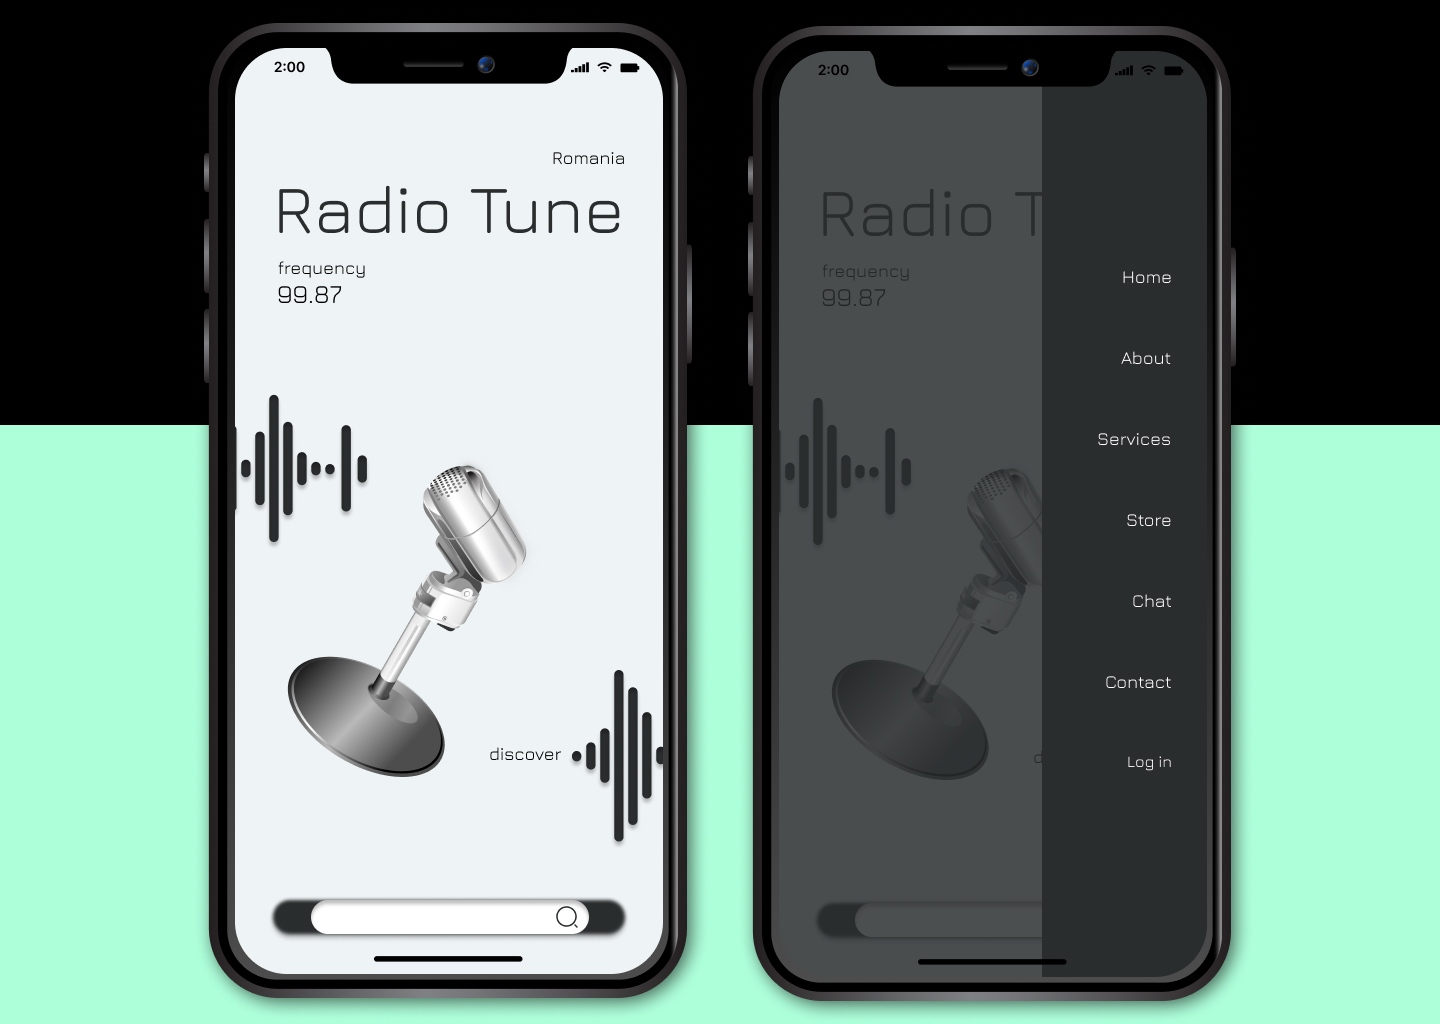 2:00
Romania
Radio Tune
frequency
99.87
discover
2:00
Radio T
frequency
99.87
d
Home
About
Services
Store
Chat
Contact
Log in